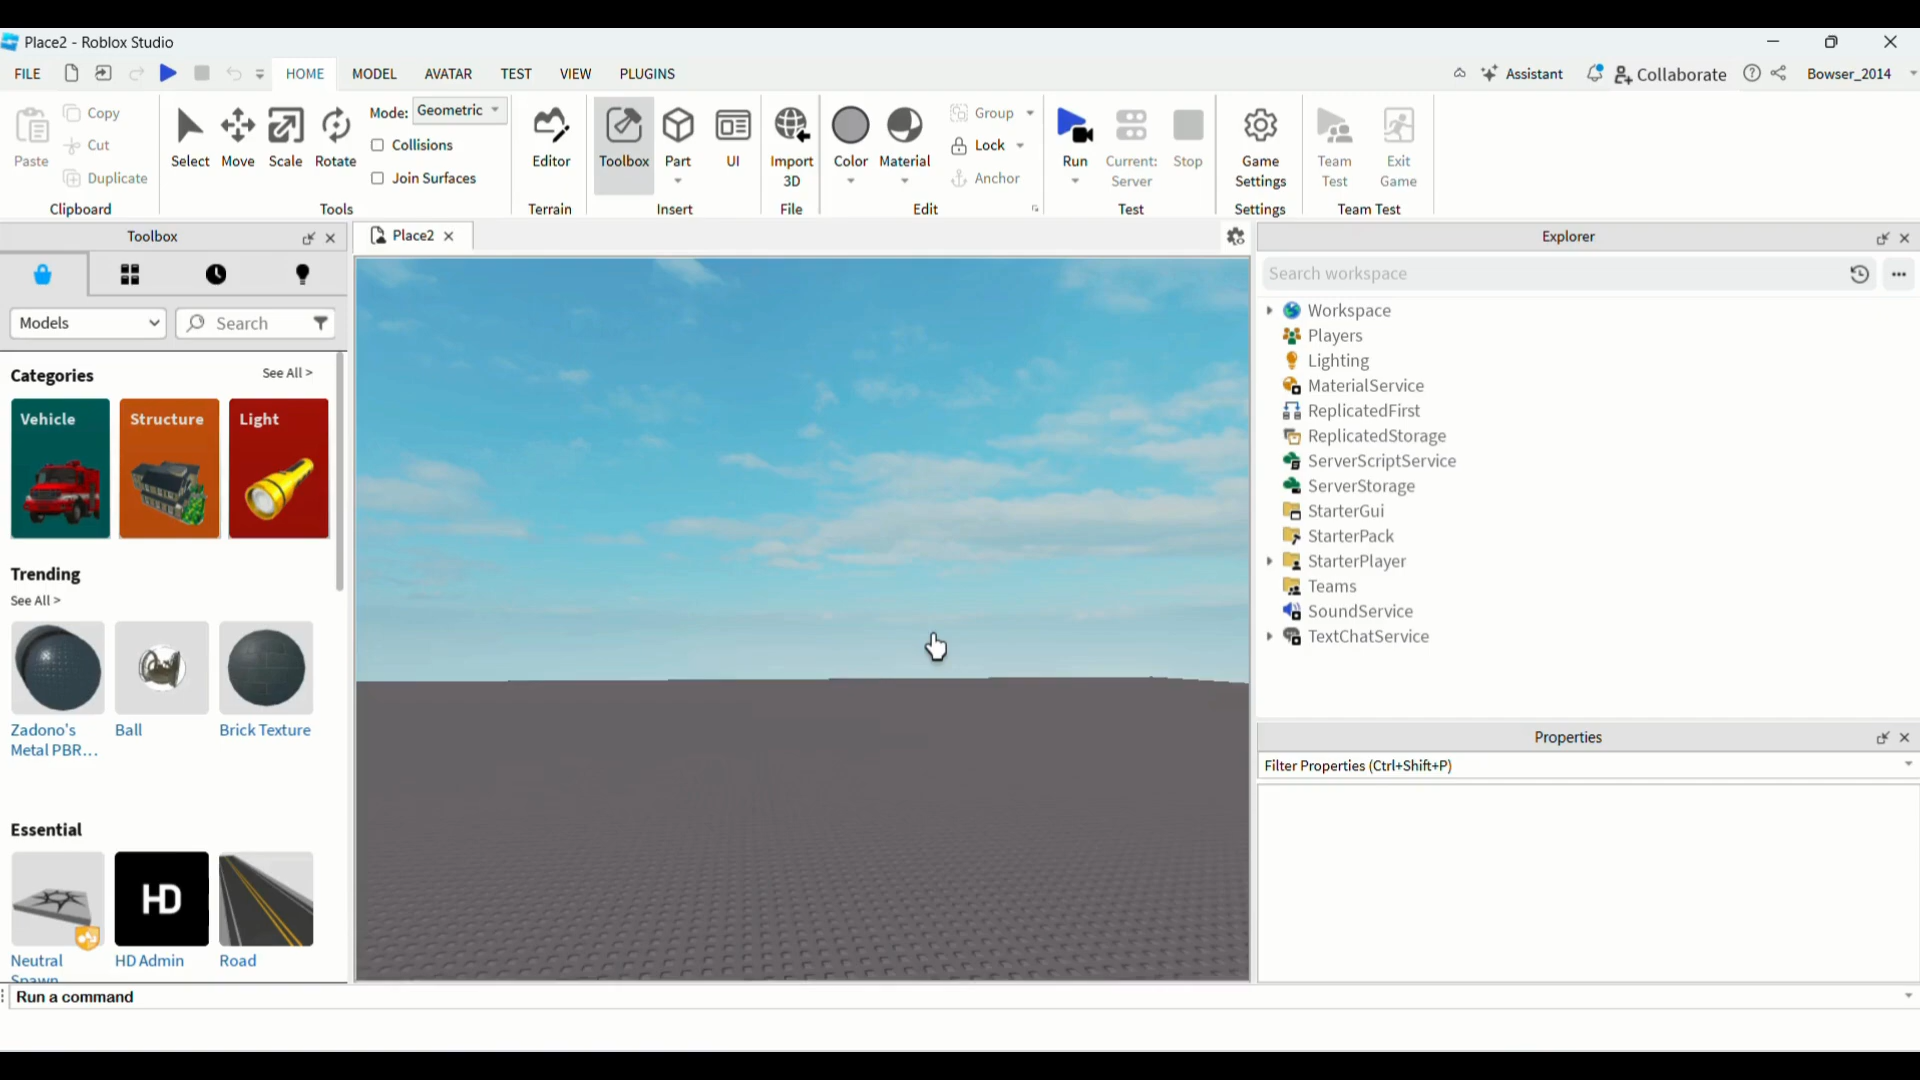 Place2 - Roblox Studio
FILE HOME MODEL AVATAR TEST VIEW PLUGINS Assistant Collaborate Bowser_2014
Paste
Copy
Cut
Duplicate
Clipboard
Select
Move
Scale
Rotate
Mode: Geometric
Collisions
Join Surfaces
Tools
Editor
Terrain
Toolbox
Part
UI
Insert
Import
3D
File
Color
Material
Group
Lock
Anchor
Edit
Run
Current:
Server
Stop
Test
Game
Settings
Settings
Team
Test
Exit
Game
Team Test
Toolbox
Models
Search
Categories
See All >
Vehicle
Structure
Light
Trending
See All >
Zadono's
Metal PBR...
Ball
Brick Texture
Essential
HD
Neutral
Spawn
HD Admin
Road
Place2
Explorer
Search workspace
Workspace
Players
Lighting
MaterialService
ReplicatedFirst
ReplicatedStorage
ServerScriptService
ServerStorage
StarterGui
StarterPack
StarterPlayer
Teams
SoundService
TextChatService
Properties
Filter Properties (Ctrl+Shift+P)
Run a command